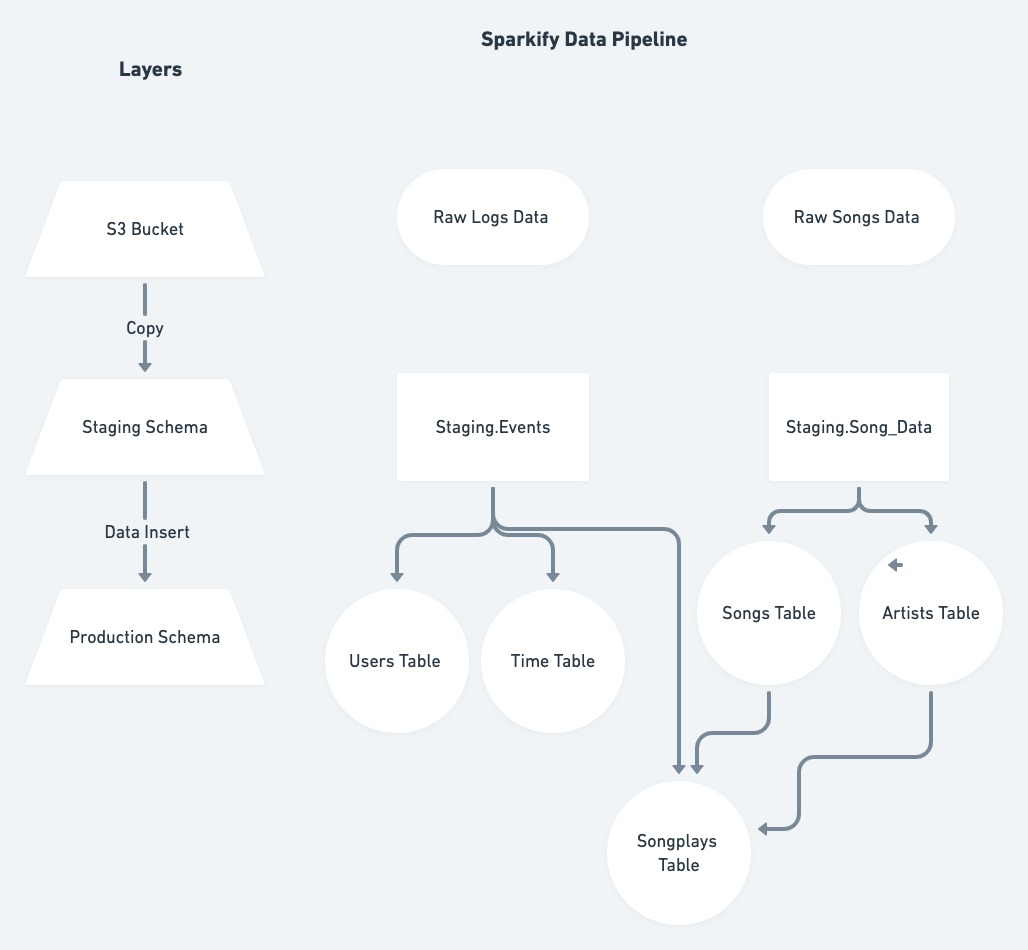 Sparkify Data Pipeline
Layers
S3 Bucket
Raw Logs Data
Raw Songs Data
Copy
Staging Schema
Staging.Events
Staging.Song_Data
Data Insert
Production Schema
Users Table
Time Table
Songs Table
Artists Table
Songplays
Table